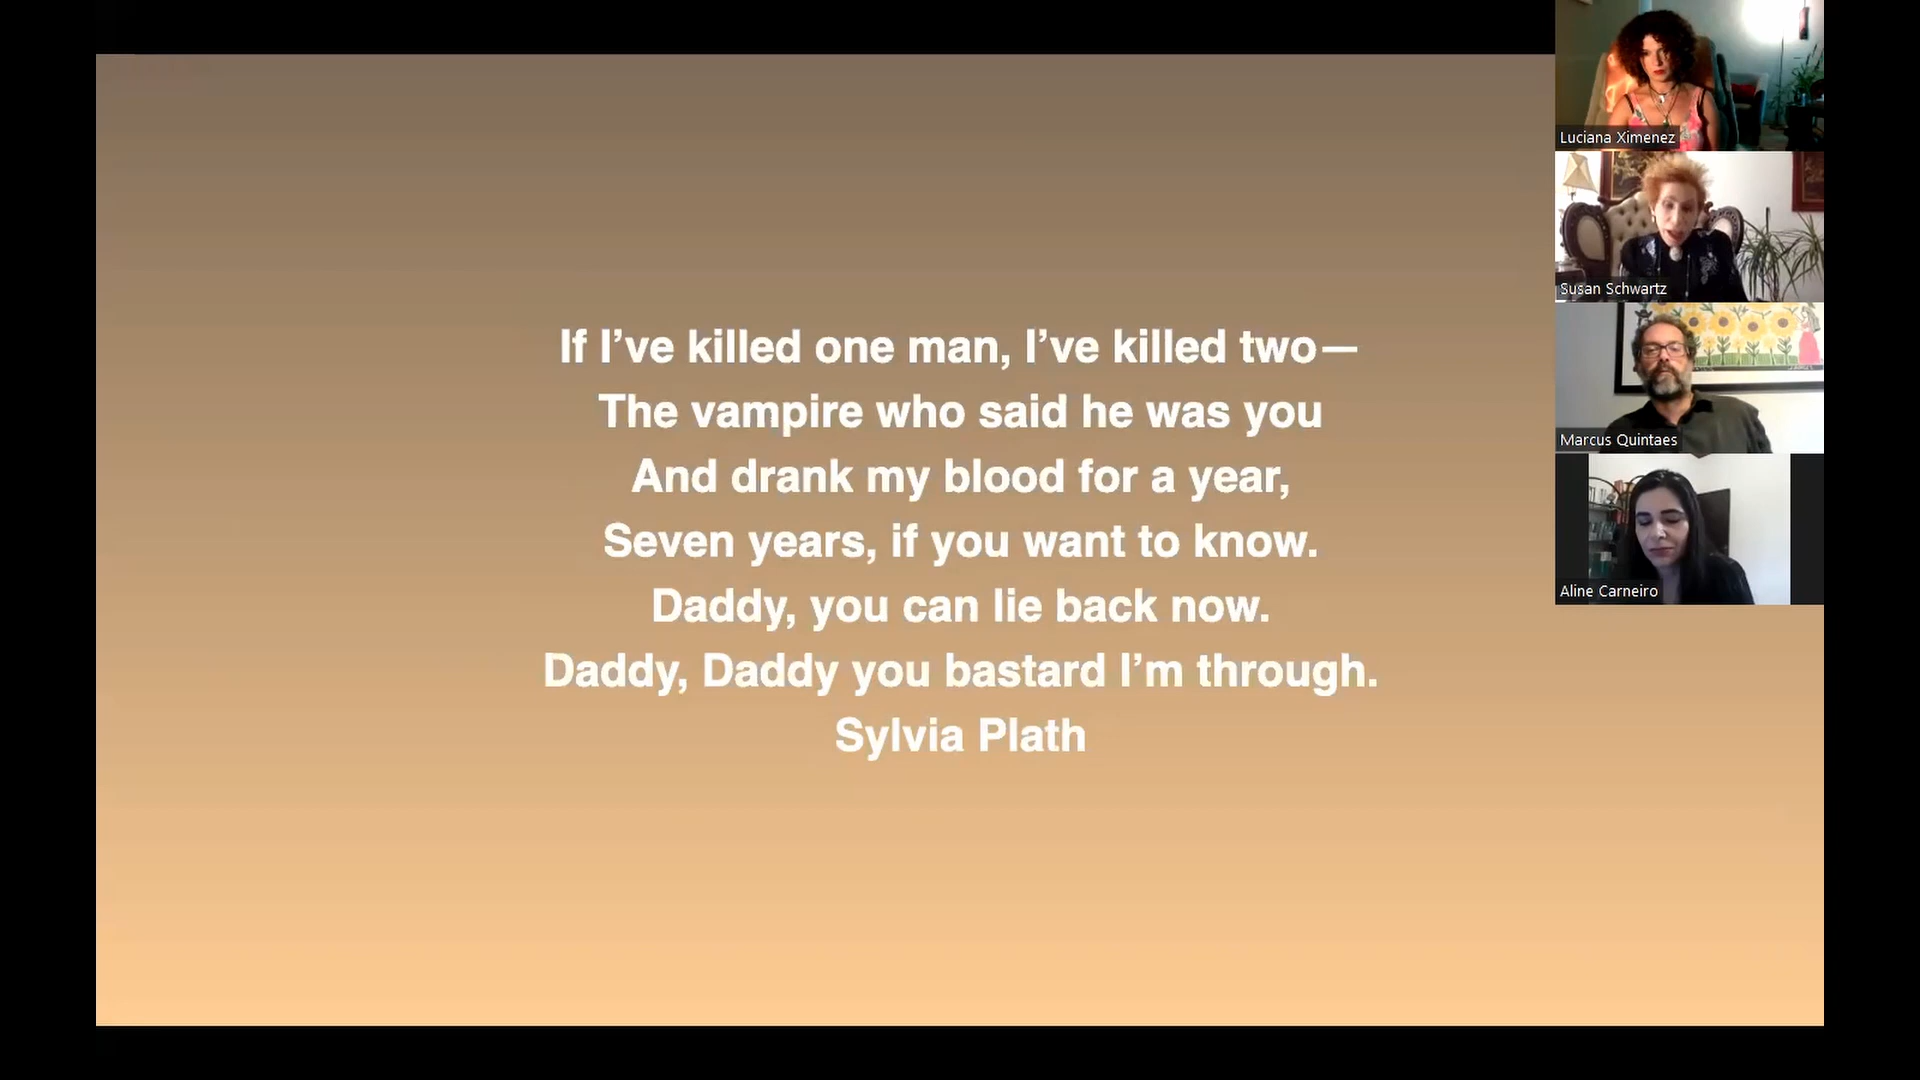 If I’ve killed one man, I’ve killed two—
The vampire who said he was you
And drank my blood for a year,
Seven years, if you want to know.
Daddy, you can lie back now.
Daddy, Daddy you bastard I’m through.
Sylvia Plath
Luciana Ximenez
Susan Schwartz
Marcus Quintaes
Aline Carneiro